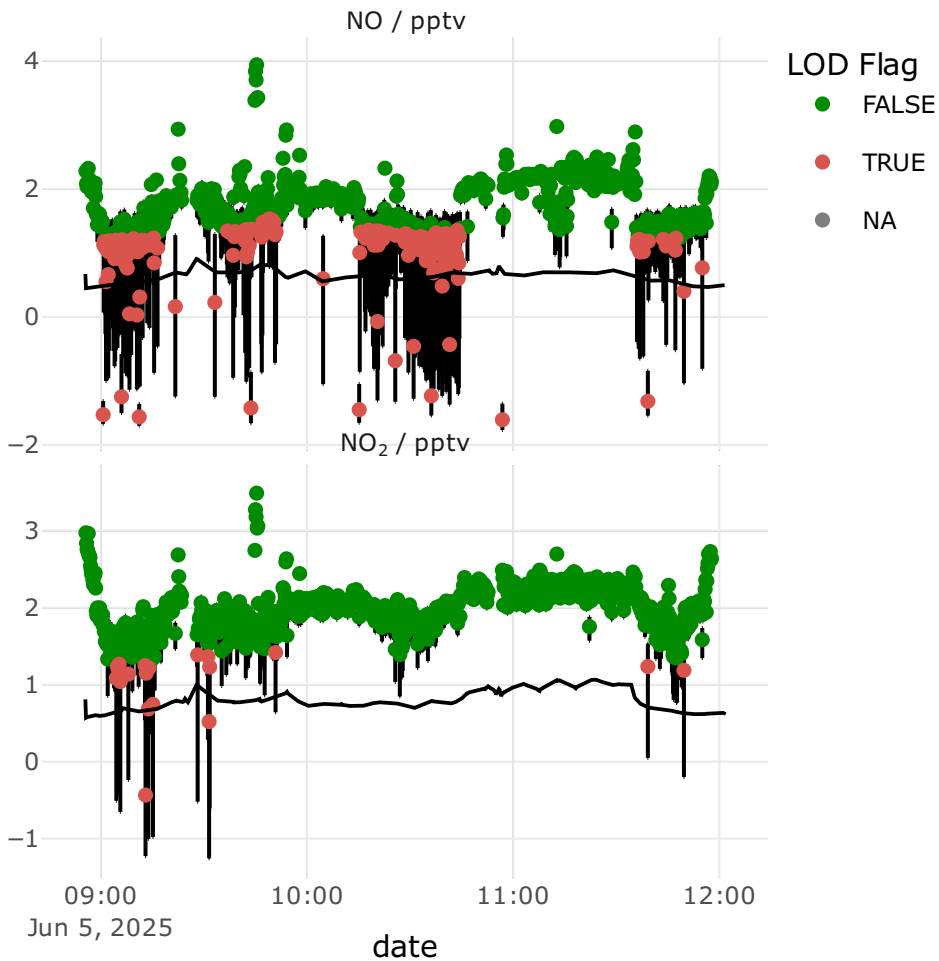 NO / pptv
LOD Flag
FALSE
TRUE
NA
4
2
0
−2
NO₂ / pptv
3
2
1
0
−1
09:00
10:00
11:00
12:00
Jun 5, 2025
date